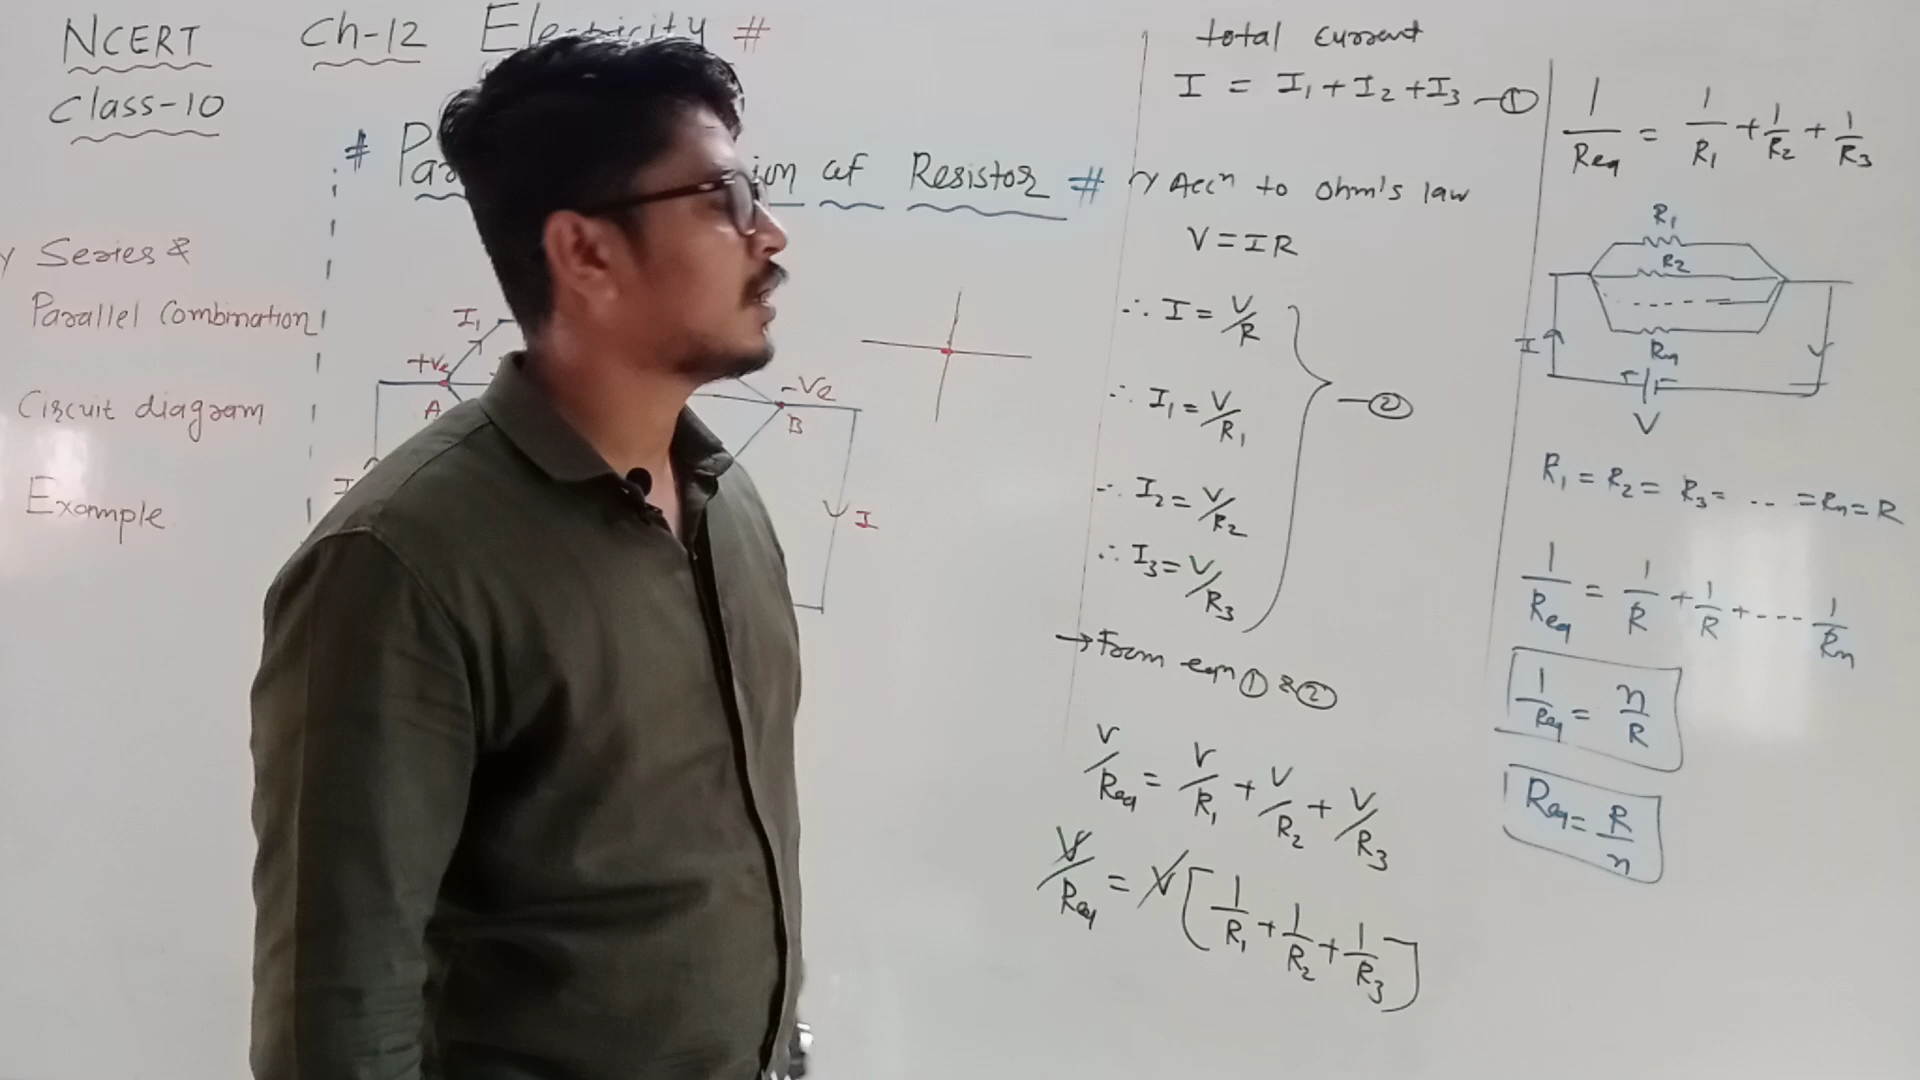 NCERT Ch-12 Electricity #
Class-10
# of Resistor #
Series &
Parallel Combination
Circuit diagram
Example
I₁
+Ve
A
I
-Ve
B
I
total current
I = I₁ + I₂ + I₃ — ①
Accⁿ to Ohm's law
V = IR
∴ I = V/R
∴ I₁ = V/R₁
∴ I₂ = V/R₂
∴ I₃ = V/R₃
— ②
→ From eqn ① & ②
V/Req = V/R₁ + V/R₂ + V/R₃
V/Req = V [1/R₁ + 1/R₂ + 1/R₃]
1/Req = 1/R₁ + 1/R₂ + 1/R₃
R₁
R₂
Rn
I
+ -
V
R₁ = R₂ = R₃ = .. = Rn = R
1/Req = 1/R + 1/R + ---- 1/Rn
1/Req = n/R
Req = R/n